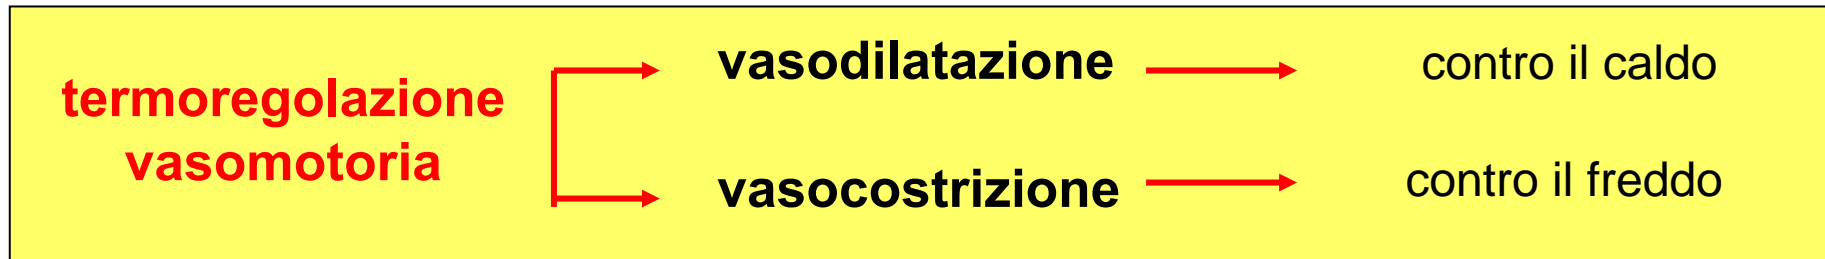 termoregolazione
vasomotoria
vasodilatazione
contro il caldo
vasocostrizione
contro il freddo